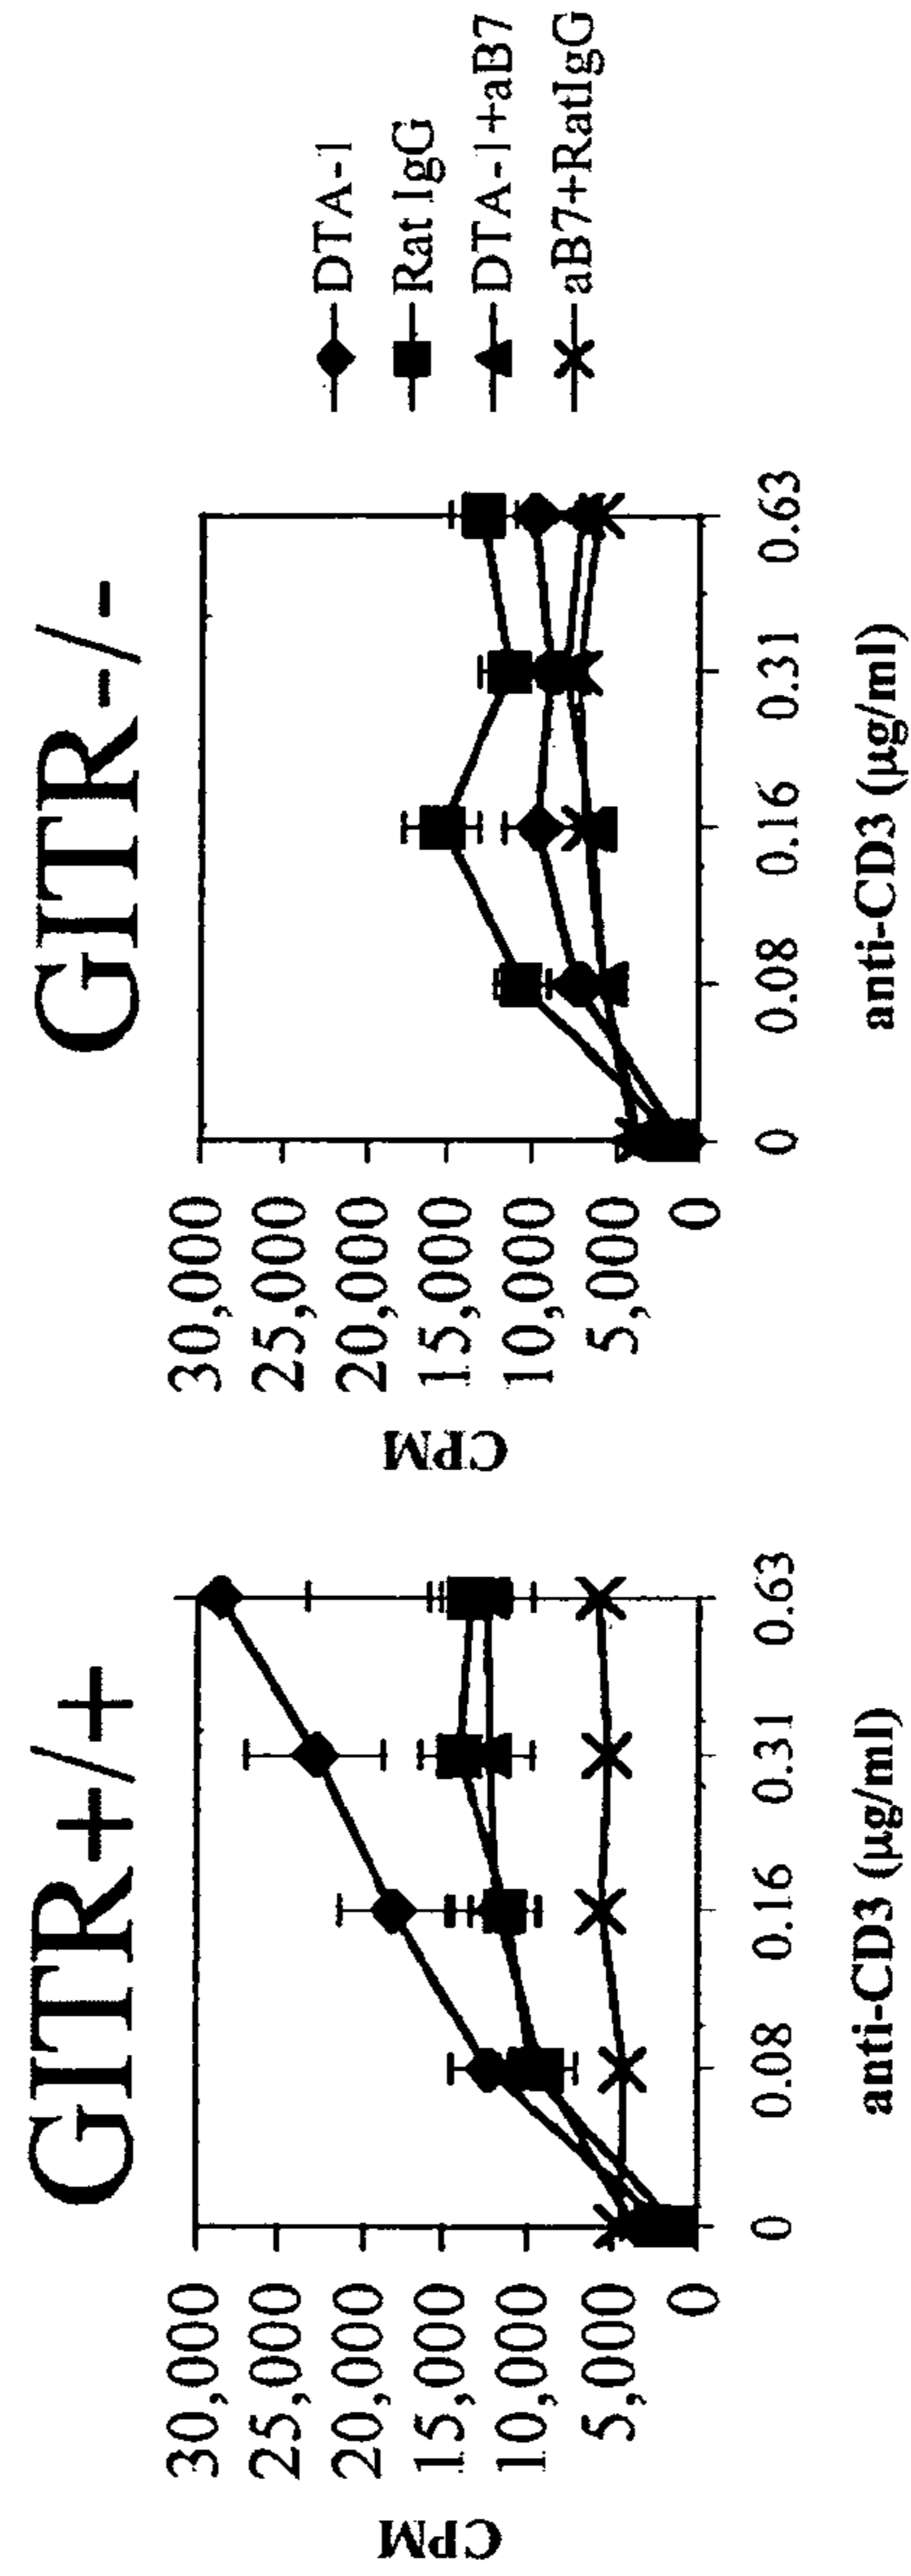 GITR+/+
CPM
30,000
25,000
20,000
15,000
10,000
5,000
0
0 0.08 0.16 0.31 0.63
anti-CD3 (µg/ml)
GITR-/-
CPM
30,000
25,000
20,000
15,000
10,000
5,000
0
0 0.08 0.16 0.31 0.63
anti-CD3 (µg/ml)
DTA-1
Rat IgG
DTA-1+aB7
aB7+RatIgG